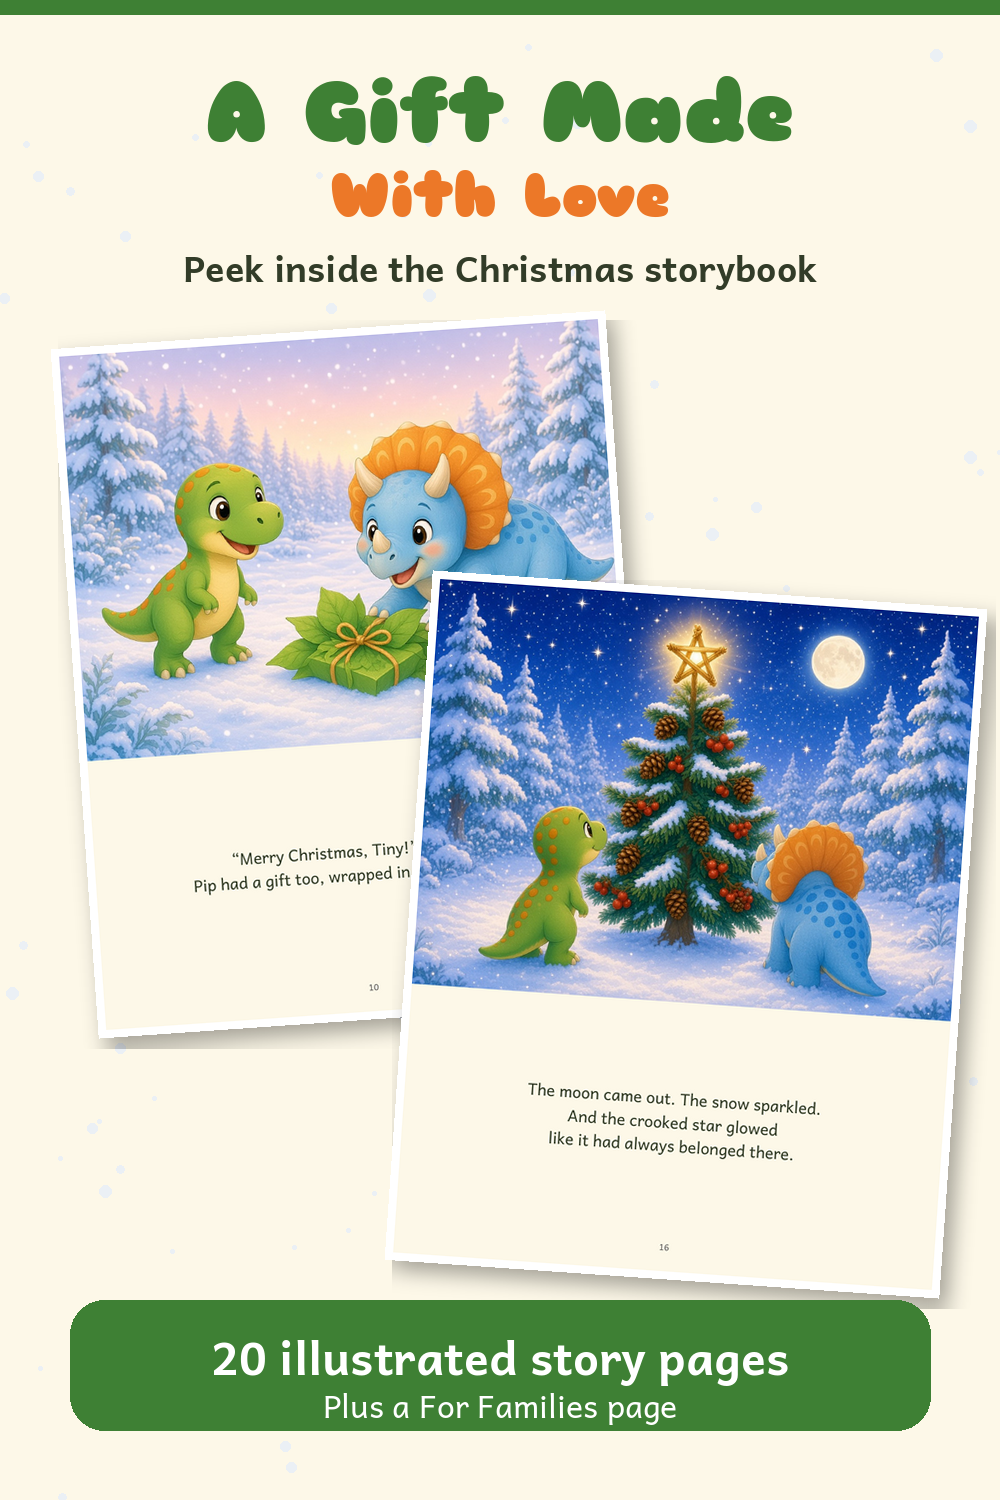 A Gift Made
With Love
Peek inside the Christmas storybook
“Merry Christmas, Tiny!”
Pip had a gift too, wrapped in
10
The moon came out. The snow sparkled.
And the crooked star glowed
like it had always belonged there.
16
20 illustrated story pages
Plus a For Families page